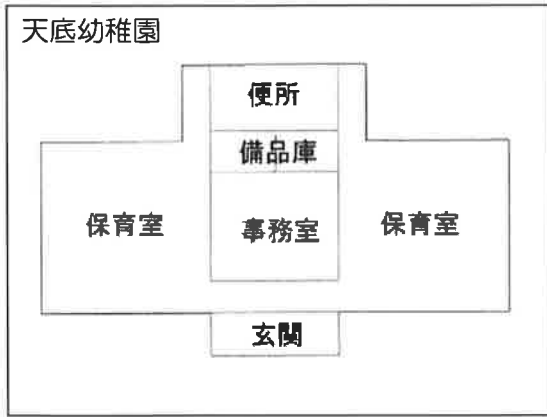 天底幼稚園
便所
備品庫
保育室
事務室
保育室
玄関